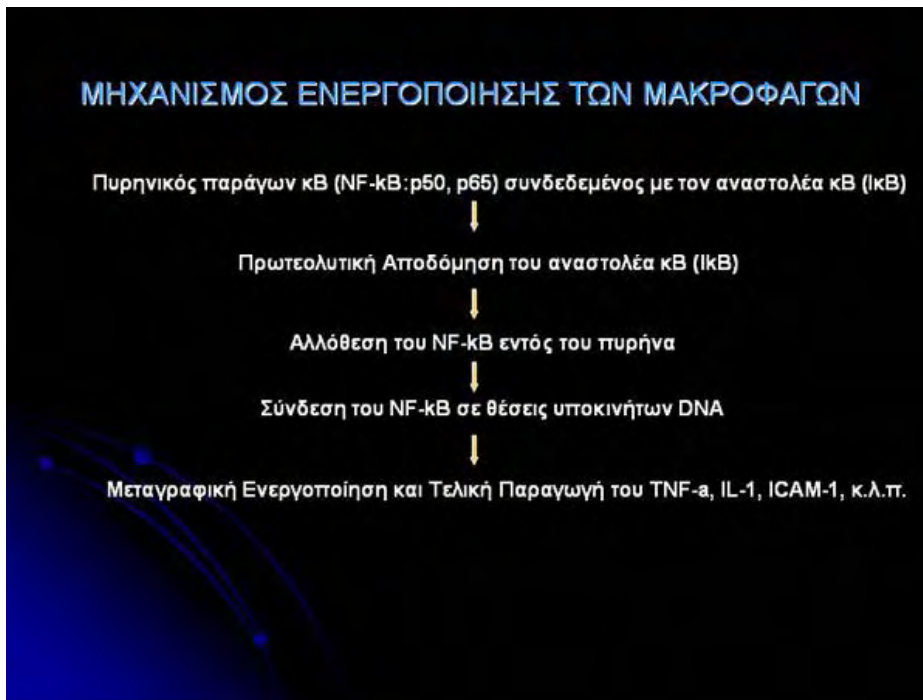 ΜΗΧΑΝΙΣΜΟΣ ΕΝΕΡΓΟΠΟΙΗΣΗΣ ΤΩΝ ΜΑΚΡΟΦΑΓΩΝ
Πυρηνικός παράγων κΒ (NF-kB:p50, p65) συνδεδεμένος με τον αναστολέα κΒ (ΙκΒ)
Πρωτεολυτική Αποδόμηση του αναστολέα κΒ (IkB)
Αλλόθεση του NF-kB εντός του πυρήνα
Σύνδεση του NF-kB σε θέσεις υποκινήτων DNA
Μεταγραφική Ενεργοποίηση και Τελική Παραγωγή του TNF-a, IL-1, ICAM-1, κ.λ.π.